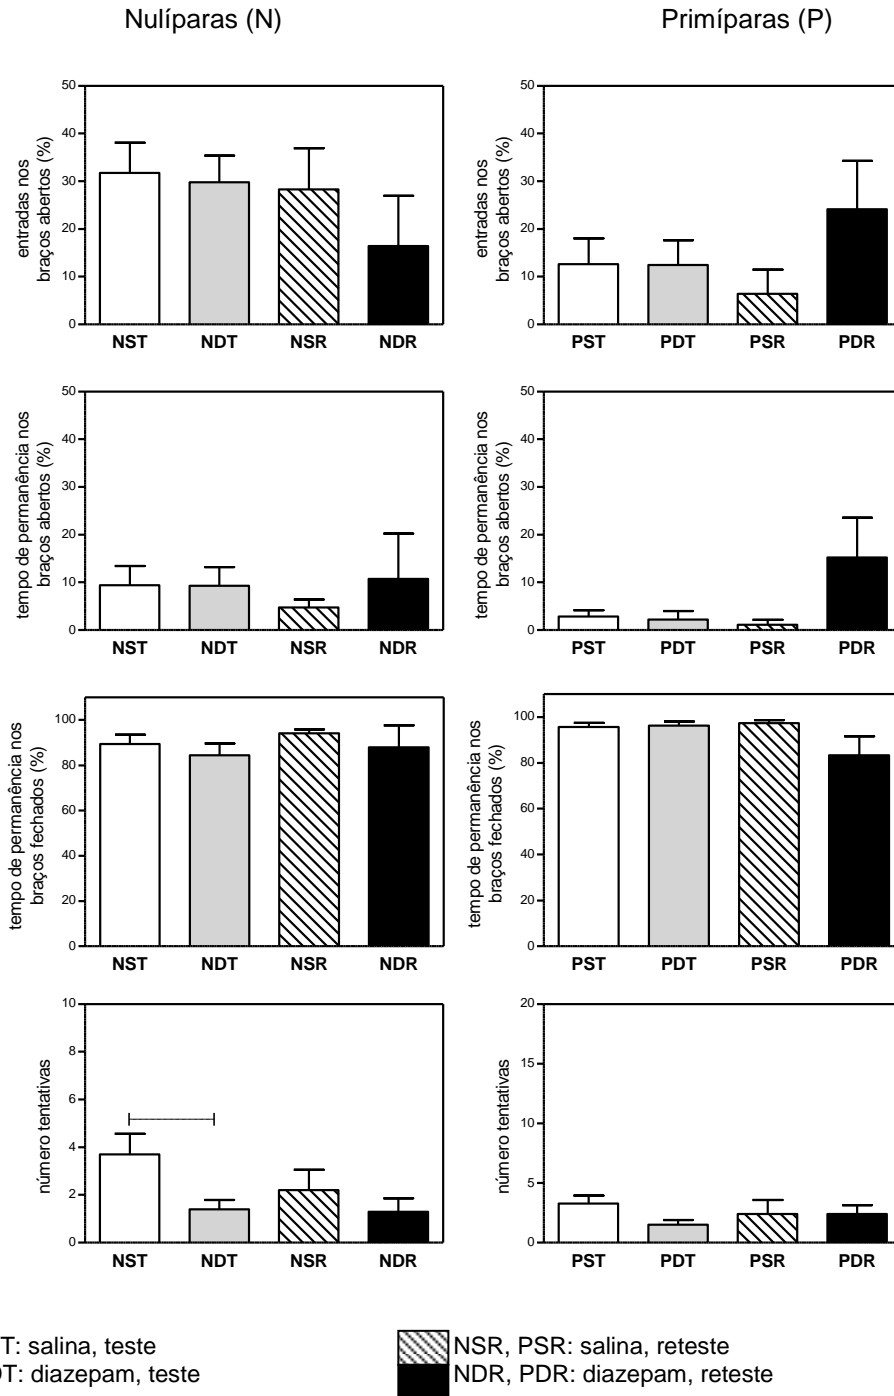 Nulíparas (N) Primíparas (P)
entradas nos
braços abertos (%)
50
40
30
20
10
0
NST NDT NSR NDR
entradas nos
braços abertos (%)
50
40
30
20
10
0
PST PDT PSR PDR
tempo de permanência nos
braços abertos (%)
50
40
30
20
10
0
NST NDT NSR NDR
tempo de permanência nos
braços abertos (%)
50
40
30
20
10
0
PST PDT PSR PDR
tempo de permanência nos
braços fechados (%)
100
80
60
40
20
0
NST NDT NSR NDR
tempo de permanência nos
braços fechados (%)
100
80
60
40
20
0
PST PDT PSR PDR
número tentativas
10
8
6
4
2
0
NST NDT NSR NDR
número tentativas
20
15
10
5
0
PST PDT PSR PDR
T: salina, teste
DT: diazepam, teste
NSR, PSR: salina, reteste
NDR, PDR: diazepam, reteste